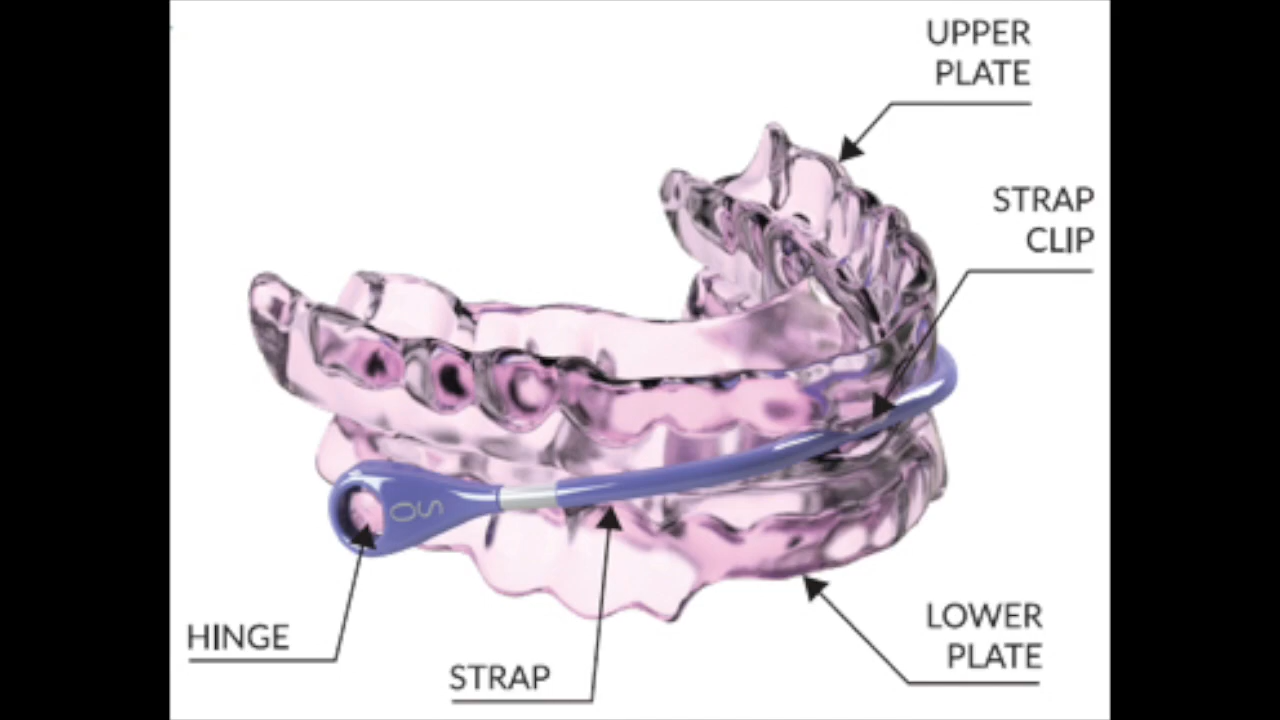 UPPER
PLATE
STRAP
CLIP
OS
HINGE
STRAP
LOWER
PLATE